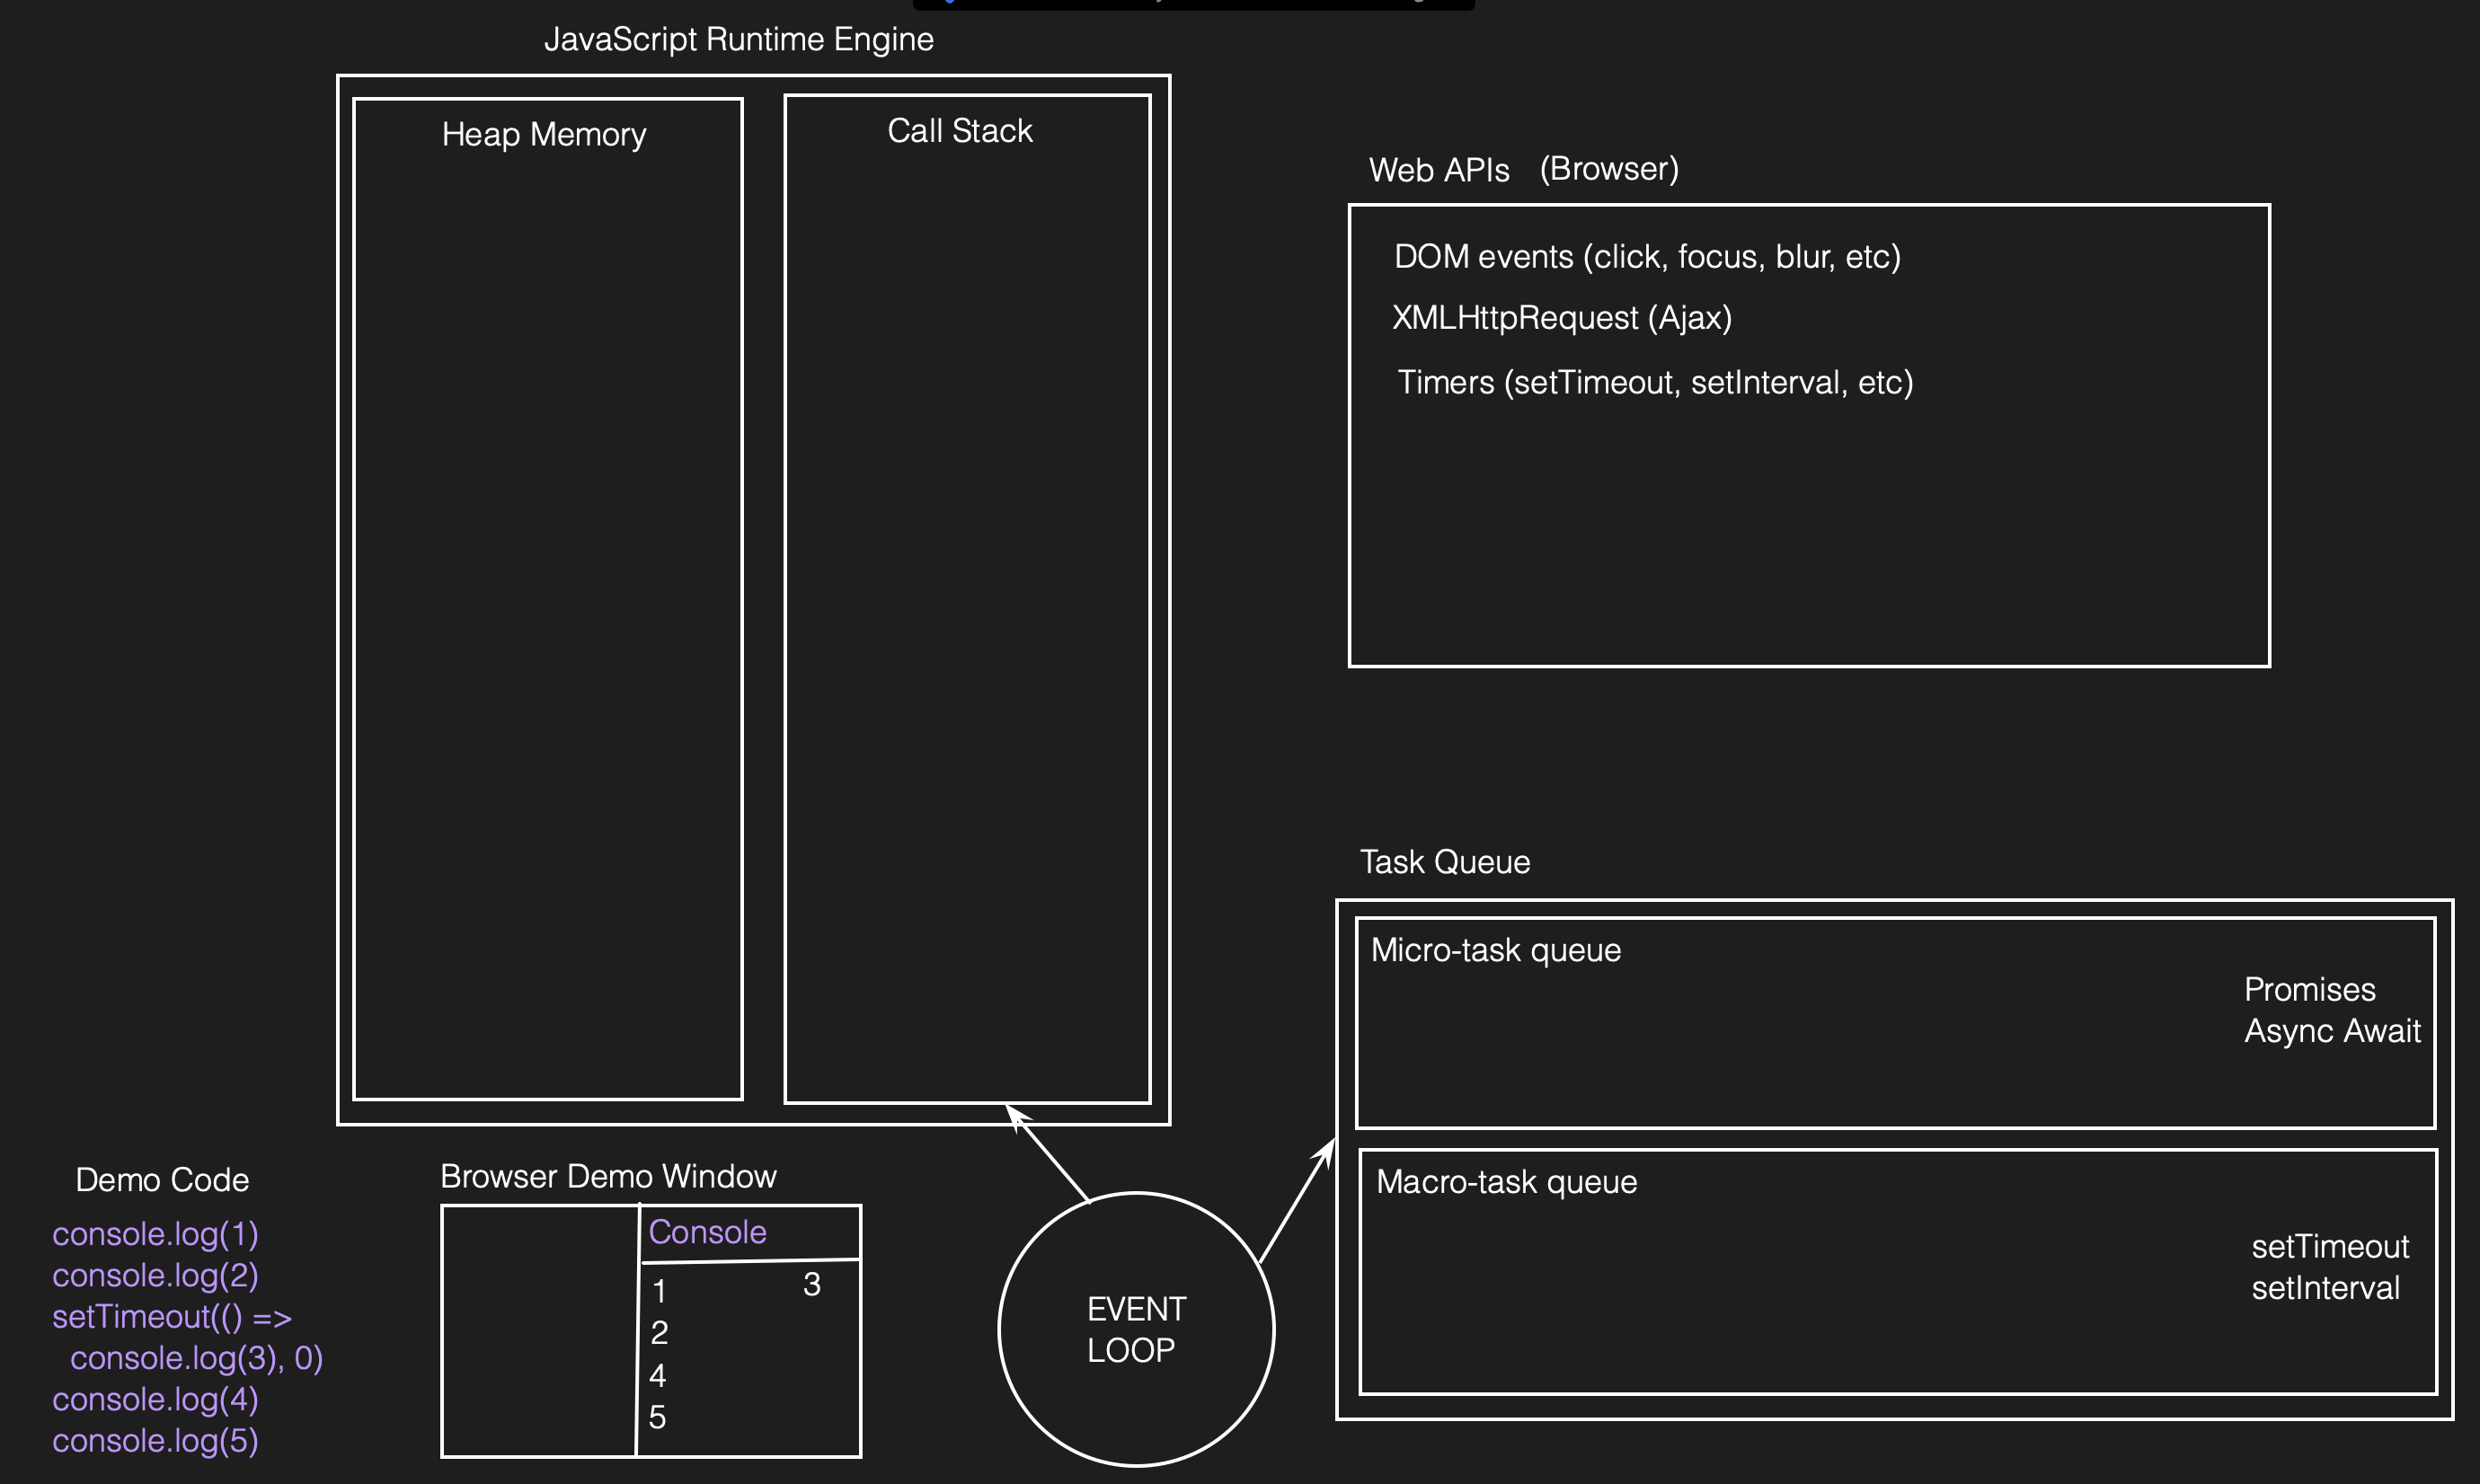 JavaScript Runtime Engine
Heap Memory
Call Stack
Web APIs (Browser)
DOM events (click, focus, blur, etc)
XMLHttpRequest (Ajax)
Timers (setTimeout, setInterval, etc)
Task Queue
Micro-task queue
Promises
Async Await
Macro-task queue
setTimeout
setInterval
EVENT
LOOP
Demo Code
console.log(1)
console.log(2)
setTimeout(() =>
console.log(3), 0)
console.log(4)
console.log(5)
Browser Demo Window
Console
1 3
2
4
5